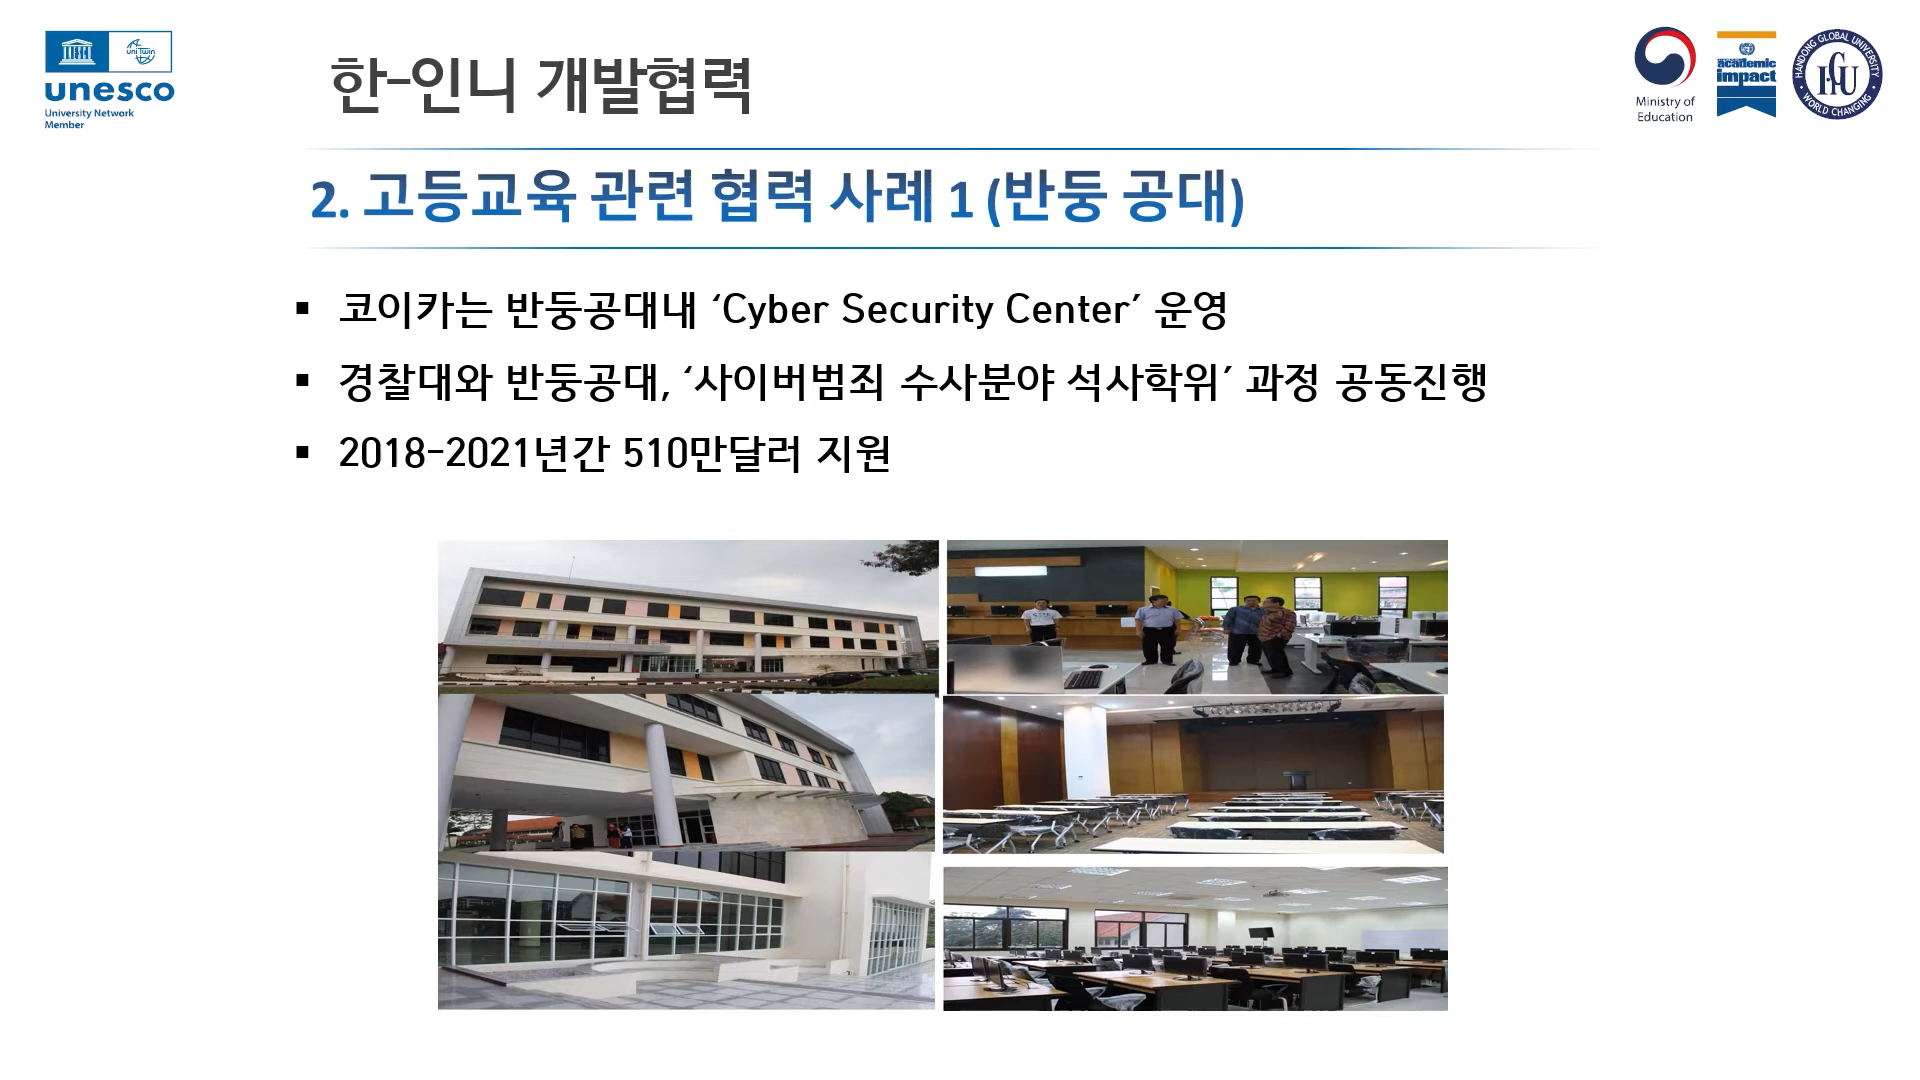 unesco
University Network
Member
uni twin
한-인니 개발협력
Ministry of
Education
academic
impact
HANDONG GLOBAL UNIVERSITY
HGU
WORLD CHANGING
2. 고등교육 관련 협력 사례 1 (반둥 공대)
▪ 코이카는 반둥공대내 ‘Cyber Security Center’ 운영
▪ 경찰대와 반둥공대, ‘사이버범죄 수사분야 석사학위’ 과정 공동진행
▪ 2018-2021년간 510만달러 지원